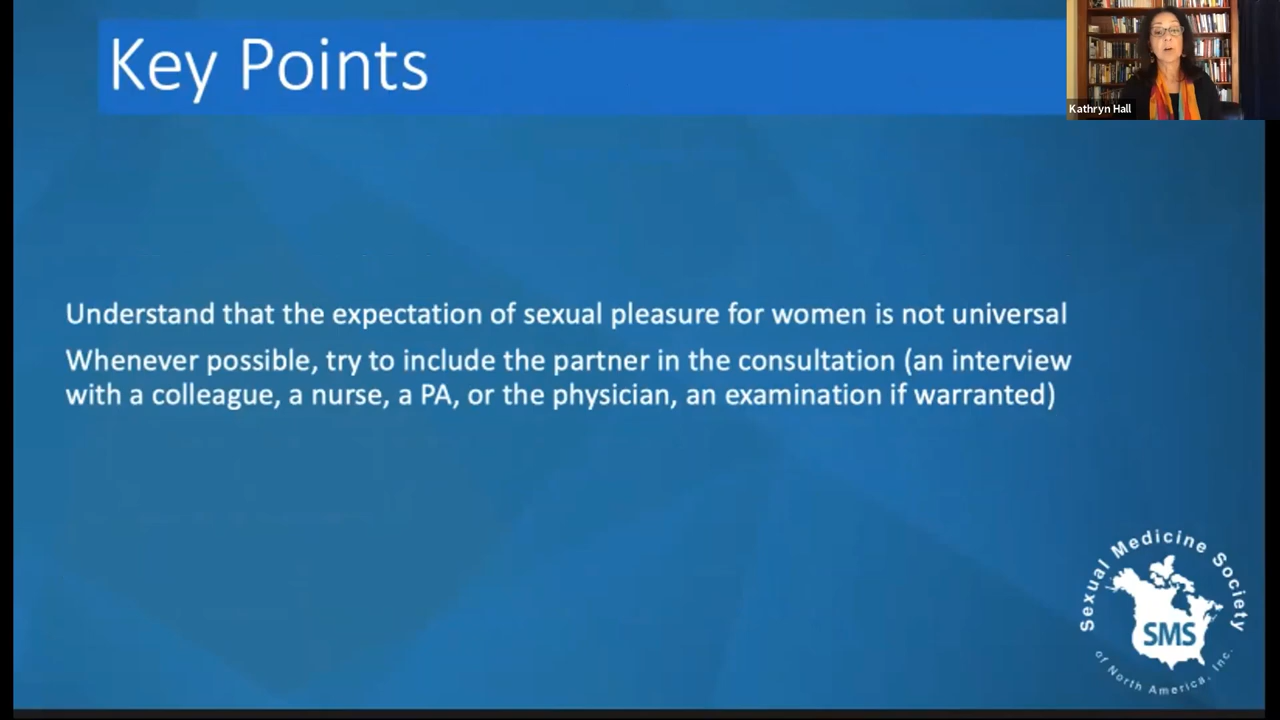 Key Points
Kathryn Hall
Understand that the expectation of sexual pleasure for women is not universal
Whenever possible, try to include the partner in the consultation (an interview
with a colleague, a nurse, a PA, or the physician, an examination if warranted)
Sexual Medicine Society
SMS
of North America, Inc.